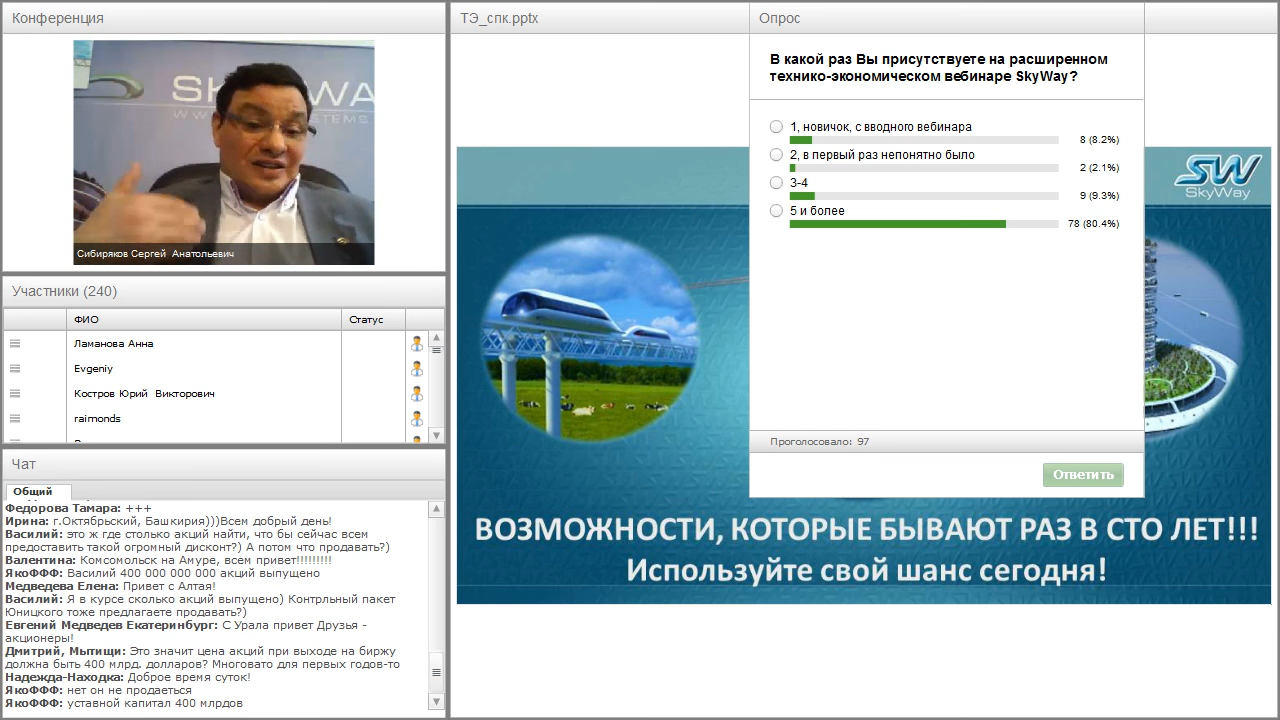 Конференция
SKYWAY
Сибиряков Сергей Анатольевич
Участники (240)
ФИО
Статус
Ламанова Анна
Evgeniy
Костров Юрий Викторович
raimonds
Чат
Общий
Федорова Тамара: +++
Ирина: г.Октябрьский, Башкирия)))Всем добрый день!
Василий: это ж где столько акций найти, что бы сейчас всем
предоставить такой огромный дисконт?) А потом что продавать?)
Валентина: Комсомольск на Амуре, всем привет!!!!!!!!!
ЯкоФФФ: Василий 400 000 000 000 акций выпущено
Медведева Елена: Привет с Алтая!
Василий: Я в курсе сколько акций выпущено) Контрльный пакет
Юницкого тоже предлагаете продавать?)
Евгений Медведев Екатеринбург: С Урала привет Друзья -
акционеры!
Дмитрий, Мытищи: Это значит цена акций при выходе на биржу
должна быть 400 млрд. долларов? Многовато для первых годов-то
Надежда-Находка: Доброе время суток!
ЯкоФФФ: нет он не продаеться
ЯкоФФФ: уставной капитал 400 млрдов
ТЭ_спк.pptx
Опрос
В какой раз Вы присутствуете на расширенном
технико-экономическом вебинаре SkyWay?
1, новичок, с вводного вебинара
8 (8.2%)
2, в первый раз непонятно было
2 (2.1%)
3-4
9 (9.3%)
5 и более
78 (80.4%)
Проголосовало: 97
Ответить
SW
SkyWay
ВОЗМОЖНОСТИ, КОТОРЫЕ БЫВАЮТ РАЗ В СТО ЛЕТ!!!
Используйте свой шанс сегодня!